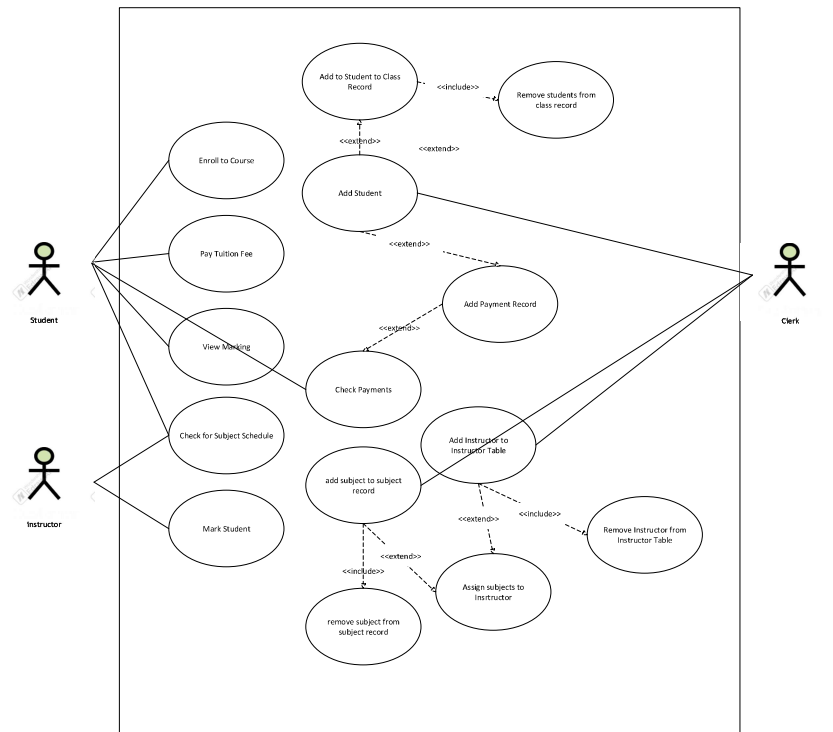 Add to Student to Class
Record
<<include>>
Remove students from
class record
<<extend>>
<<extend>>
Enroll to Course
Add Student
Pay Tuition Fee
<<extend>>
Student
Clerk
Add Payment Record
<<extend>>
View Marking
Check Payments
Check for Subject Schedule
Add Instructor to
Instructor Table
add subject to subject
record
instructor
Mark Student
<<extend>>
<<include>>
Remove Instructor from
Instructor Table
<<extend>>
<<include>>
Assign subjects to
Insrtructor
remove subject from
subject record